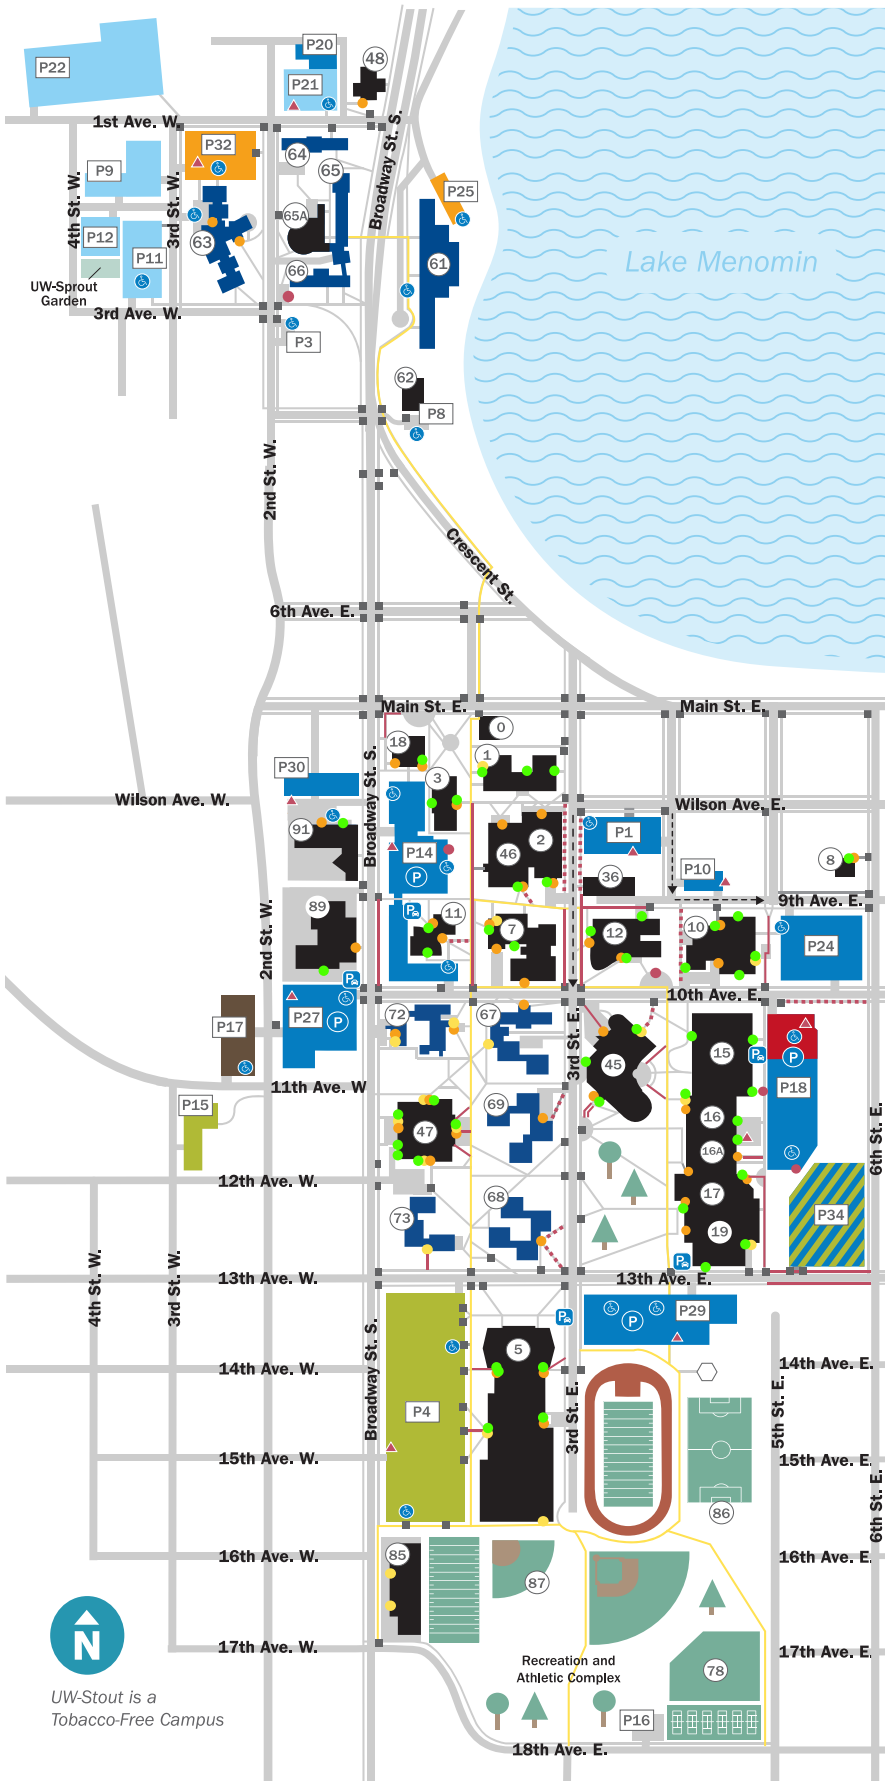 P20
48
P22
P21
1st Ave. W.
Broadway St. S.
P32
64
65
P9
4th St. W.
3rd St. W.
P25
65A
P12
63
P11
61
Lake Menomin
66
UW-Sprout
Garden
3rd Ave. W.
P3
62
P8
2nd St. W.
Crescent St.
6th Ave. E.
Main St. E.
Main St. E.
0
18
1
P30
3
Broadway St. S.
Wilson Ave. W.
Wilson Ave. E.
91
P14
P
46
2
P1
36
P10
8
9th Ave. E.
89
P
11
7
12
10
P24
2nd St. W.
P
10th Ave. E.
P17
P27
P
72
67
3rd St. E.
45
15
P
P
P18
11th Ave. W
P15
69
16
47
16A
6th St. E.
12th Ave. W.
17
73
68
19
P34
P
4th St. W.
3rd St. W.
13th Ave. W.
13th Ave. E.
P
P
P29
5
Broadway St. S.
14th Ave. W.
14th Ave. E.
P4
3rd St. E.
5th St. E.
15th Ave. W.
15th Ave. E.
86
6th St. E.
85
16th Ave. W.
16th Ave. E.
87
N
17th Ave. W.
17th Ave. E.
Recreation and
Athletic Complex
78
UW-Stout is a
Tobacco-Free Campus
P16
18th Ave. E.